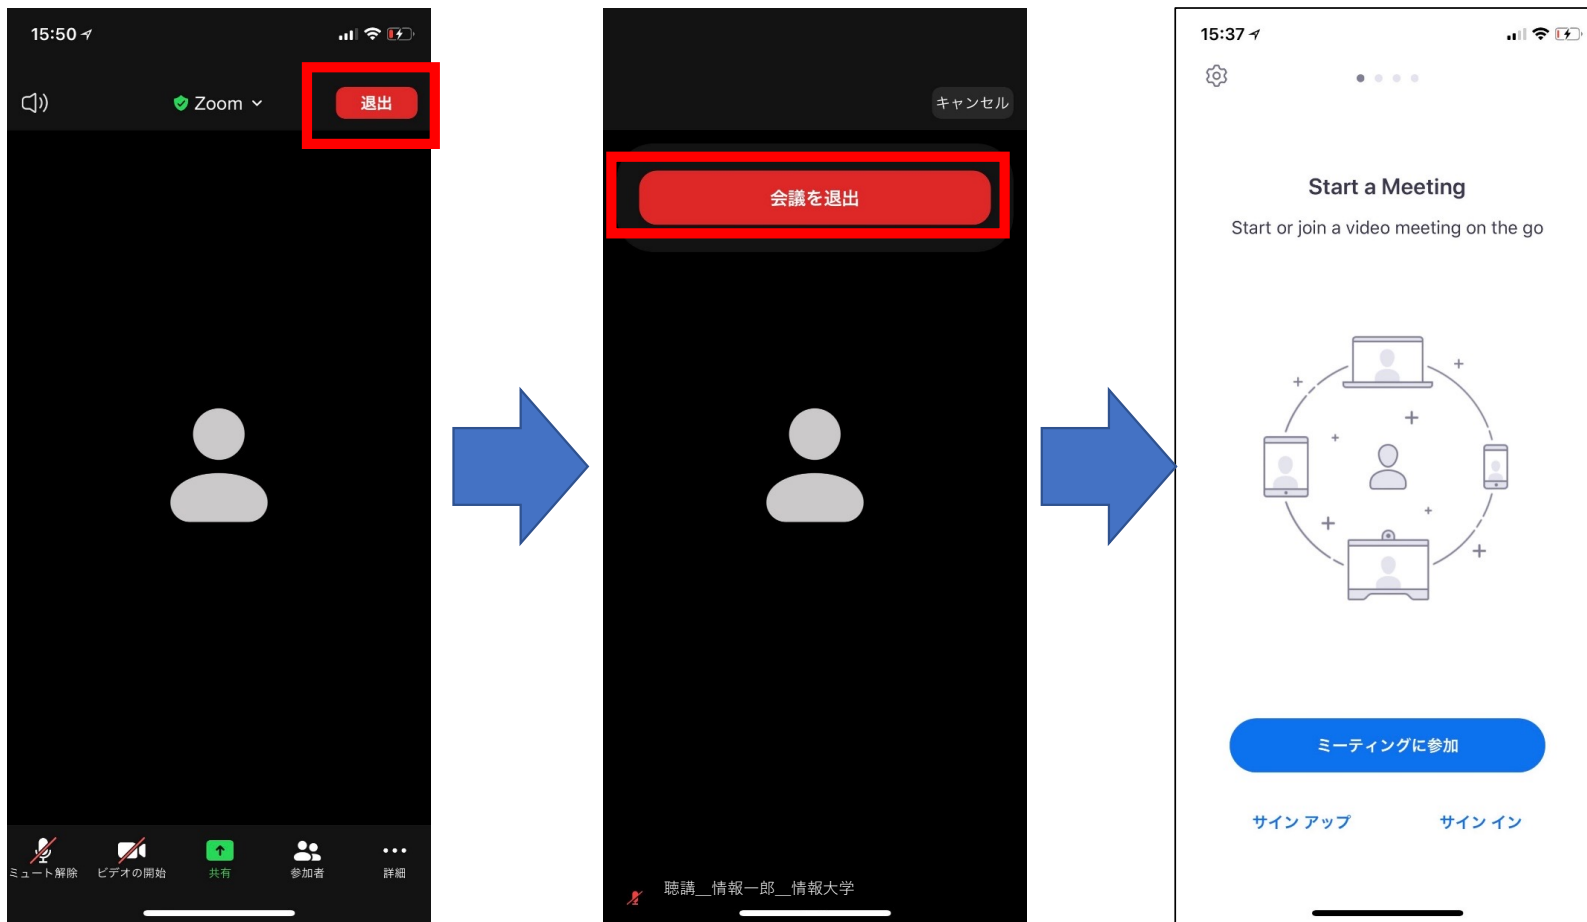 15:50
Zoom
退出
ミュート解除
ビデオの開始
共有
参加者
詳細
キャンセル
会議を退出
聴講__情報一郎__情報大学
15:37
Start a Meeting
Start or join a video meeting on the go
ミーティングに参加
サイン アップ
サイン イン